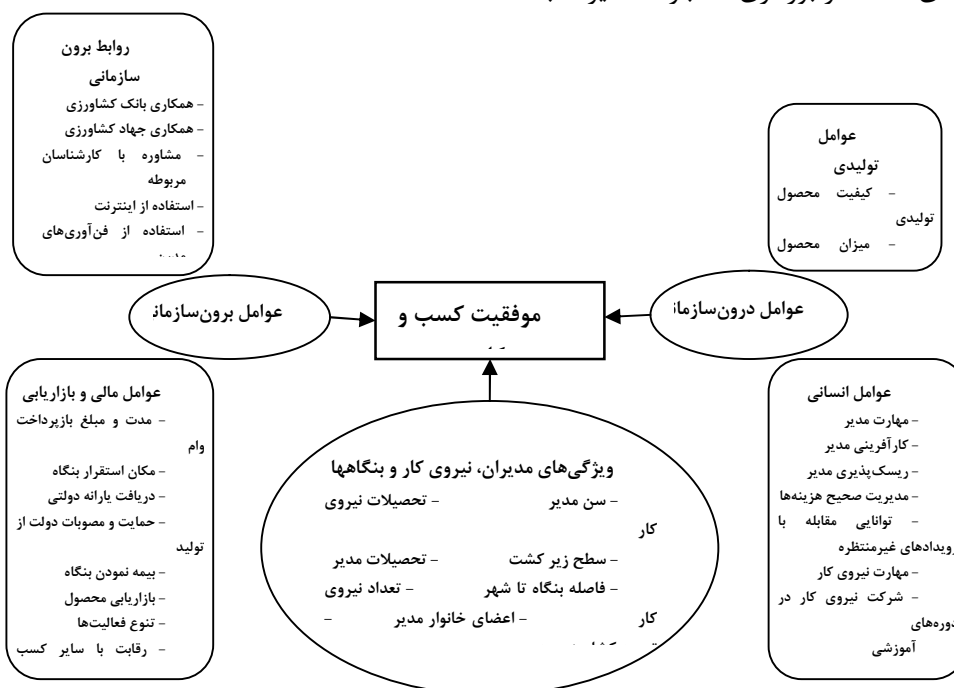 روابط برون
سازمانی
- همکاری بانک کشاورزی
- همکاری جهاد کشاورزی
- مشاوره با کارشناسان
مربوطه
- استفاده از اینترنت
- استفاده از فن‌آوری‌های
عوامل
تولیدی
- کیفیت محصول
تولیدی
- میزان محصول
عوامل برون‌سازمان
موفقیت کسب و
عوامل درون‌سازما
عوامل مالی و بازاریابی
- مدت و مبلغ بازپرداخت
وام
- مکان استقرار بنگاه
- دریافت یارانه دولتی
- حمایت و مصوبات دولت از
تولید
- بیمه نمودن بنگاه
- بازاریابی محصول
- تنوع فعالیت‌ها
- رقابت با سایر کسب
ویژگی‌های مدیران، نیروی کار و بنگاهها
- سن مدیر - تحصیلات نیروی
کار
- سطح زیر کشت - تحصیلات مدیر
- فاصله بنگاه تا شهر - تعداد نیروی
کار - اعضای خانوار مدیر -
عوامل انسانی
- مهارت مدیر
- کارآفرینی مدیر
- ریسک‌پذیری مدیر
- مدیریت صحیح هزینه‌ها
- توانایی مقابله با
رویدادهای غیرمنتظره
- مهارت نیروی کار
- شرکت نیروی کار در
دوره‌های
آموزشی